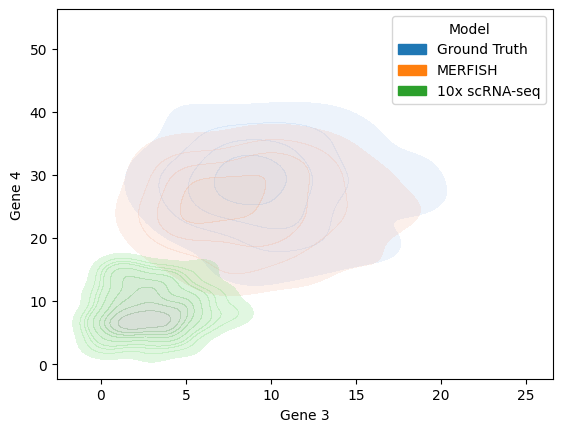 Model
Ground Truth
MERFISH
10x scRNA-seq
50
40
30
20
10
0
Gene 4
0 5 10 15 20 25
Gene 3